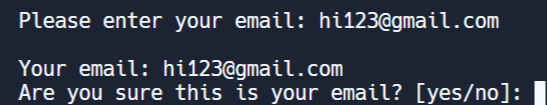 Please enter your email: hi123@gmail.com
Your email: hi123@gmail.com
Are you sure this is your email? [yes/no]: